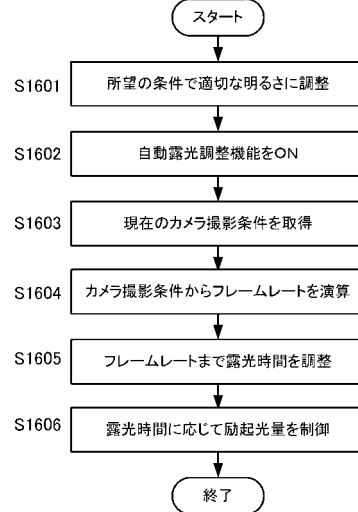 スタート
S1601 所望の条件で適切な明るさに調整
S1602 自動露光調整機能をON
S1603 現在のカメラ撮影条件を取得
S1604 カメラ撮影条件からフレームレートを演算
S1605 フレームレートまで露光時間を調整
S1606 露光時間に応じて励起光量を制御
終了